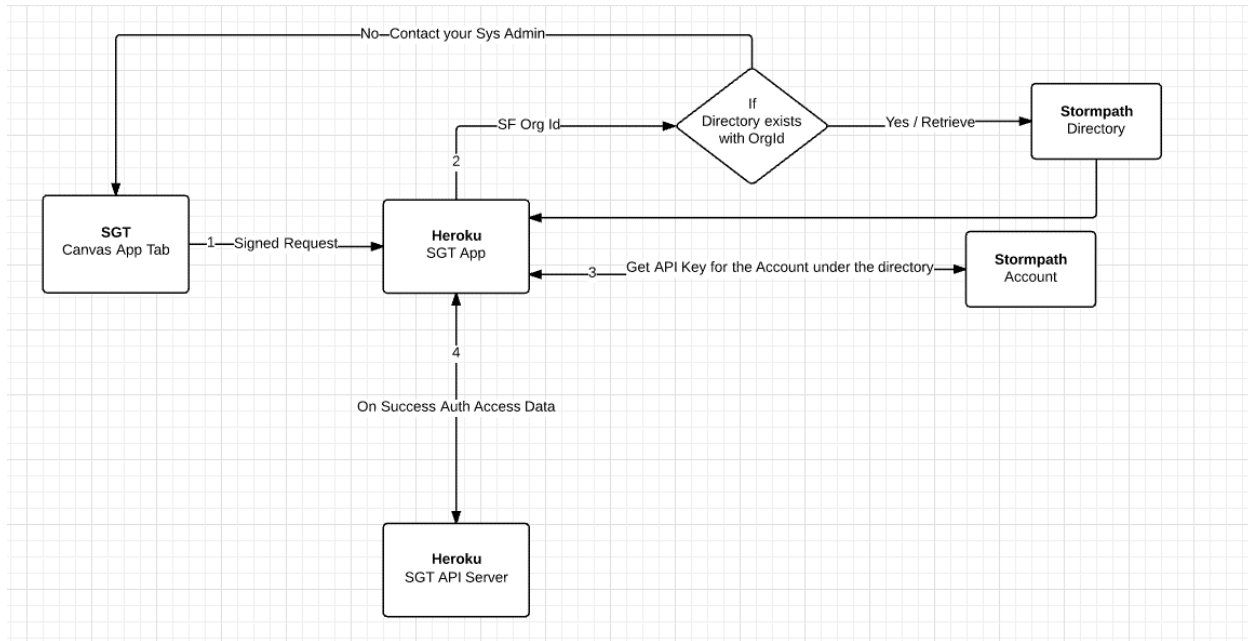 No
Contact your Sys Admin
If
Directory exists
with OrgId
SF Org Id
Yes / Retrieve
Stormpath
Directory
2
SGT
Canvas App Tab
1
Signed Request
Heroku
SGT App
3
Get API Key for the Account under the directory
Stormpath
Account
4
On Success Auth Access Data
Heroku
SGT API Server